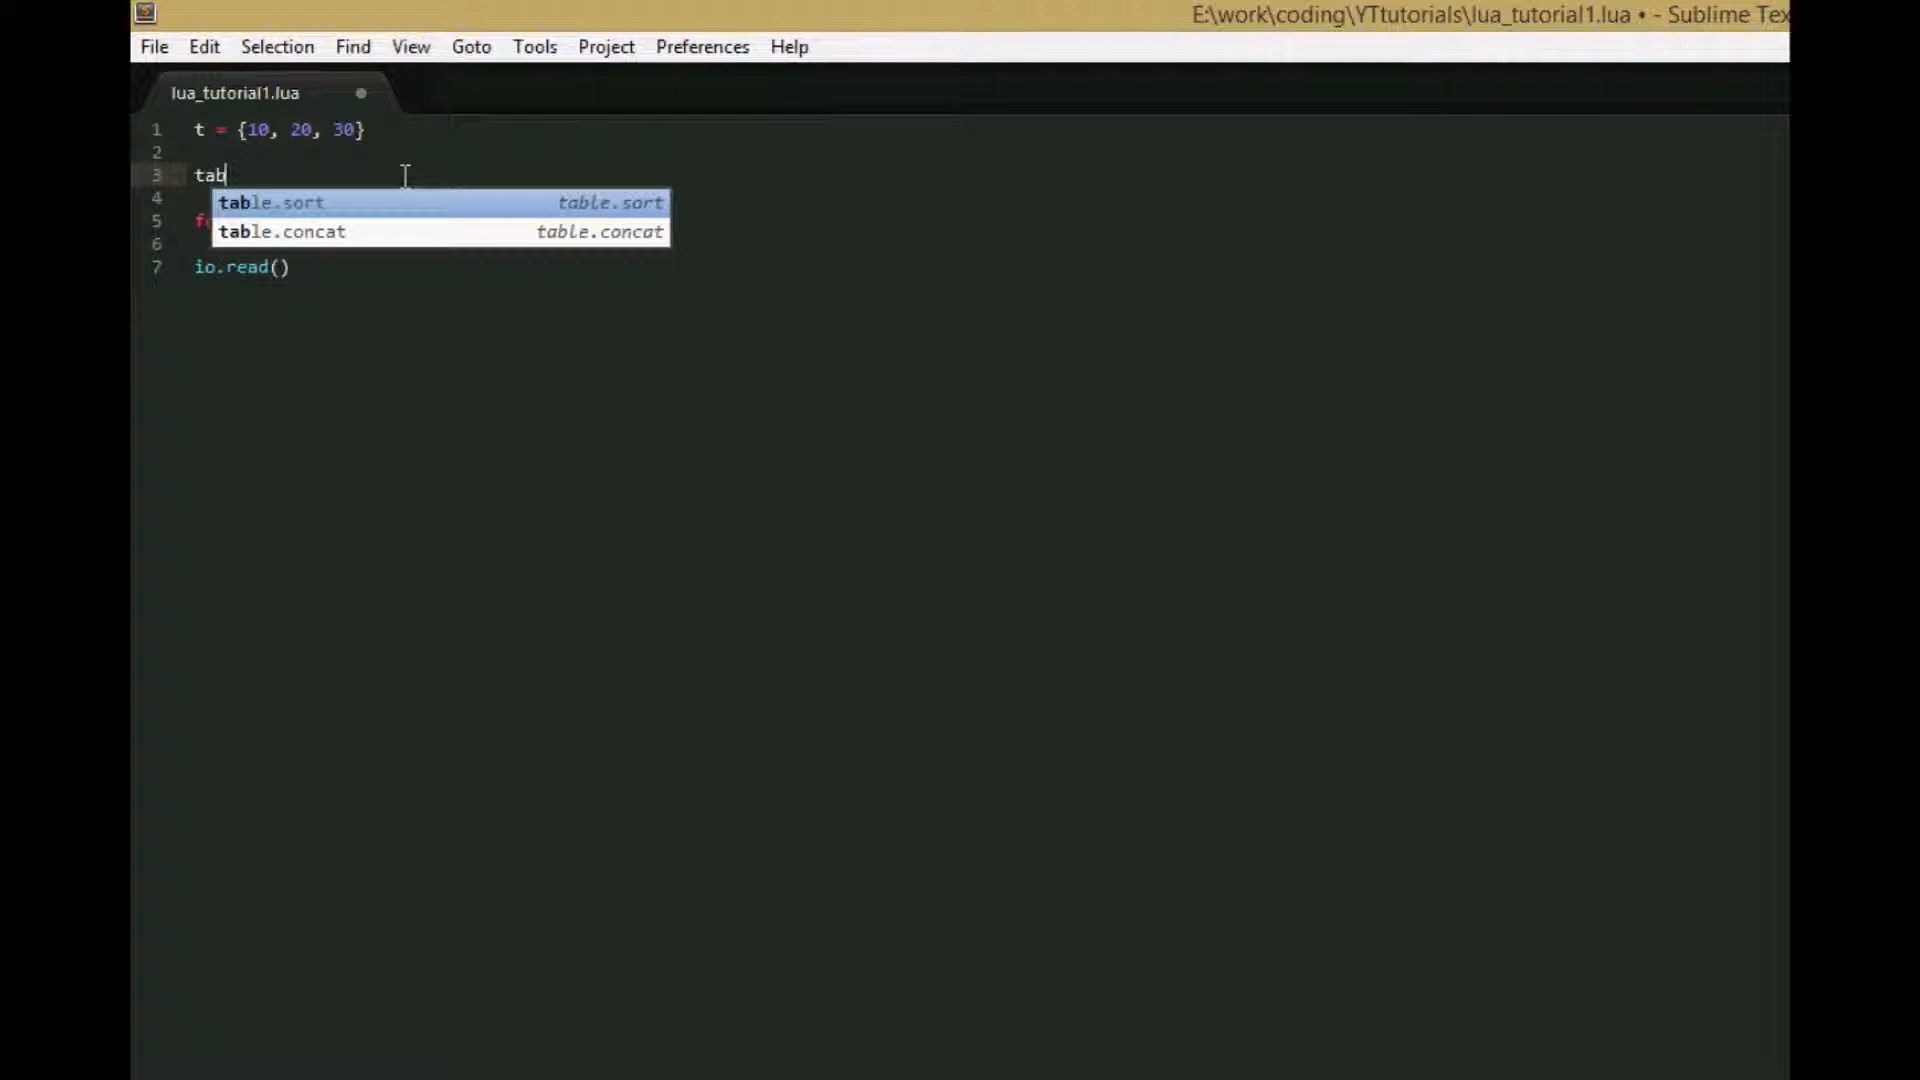 E:\work\coding\YTtutorials\lua_tutorial1.lua • - Sublime Tex
File Edit Selection Find View Goto Tools Project Preferences Help
lua_tutorial1.lua
1 t = {10, 20, 30}
2
3 tab
table.sort table.sort
4
table.concat table.concat
5
6
7 io.read()